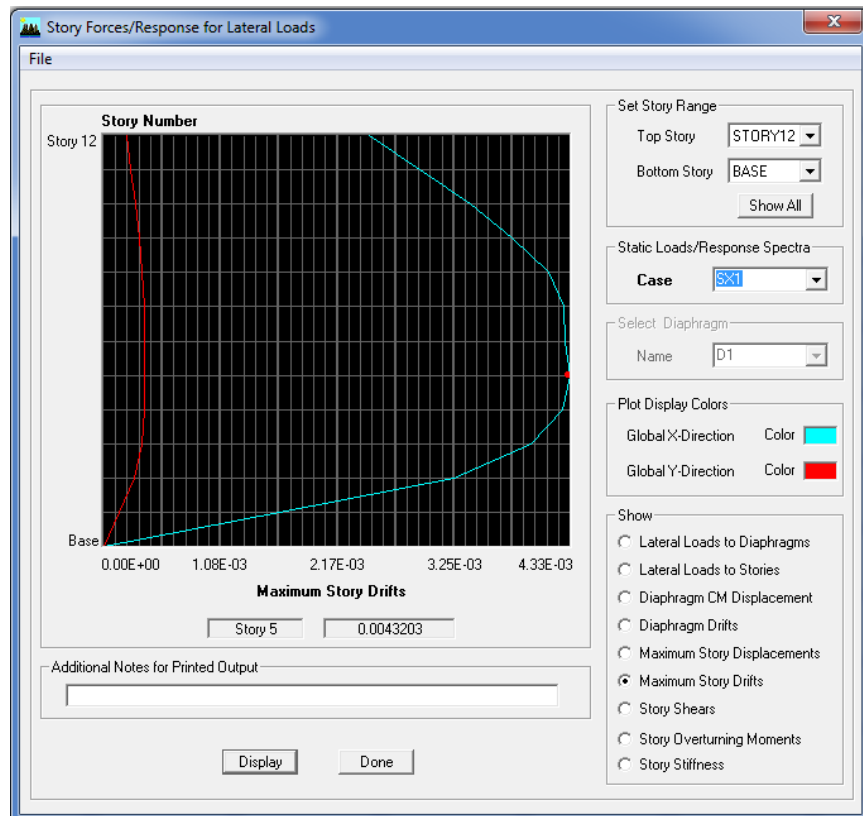 Story Forces/Response for Lateral Loads
File
Story Number
Story 12
Base
0.00E+00 1.08E-03 2.17E-03 3.25E-03 4.33E-03
Maximum Story Drifts
Story 5 0.0043203
Additional Notes for Printed Output
Display Done
Set Story Range
Top Story STORY12
Bottom Story BASE
Show All
Static Loads/Response Spectra
Case SX1
Select Diaphragm
Name D1
Plot Display Colors
Global X-Direction Color
Global Y-Direction Color
Show
Lateral Loads to Diaphragms
Lateral Loads to Stories
Diaphragm CM Displacement
Diaphragm Drifts
Maximum Story Displacements
Maximum Story Drifts
Story Shears
Story Overturning Moments
Story Stiffness